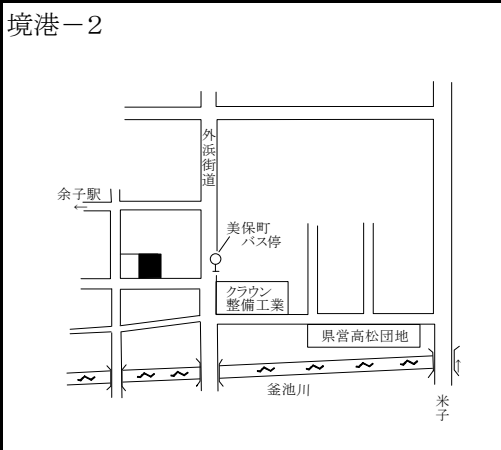 境港－２
外浜街道
余子駅
←
美保町
バス停
クラウン
整備工業
県営高松団地
釜池川
米子